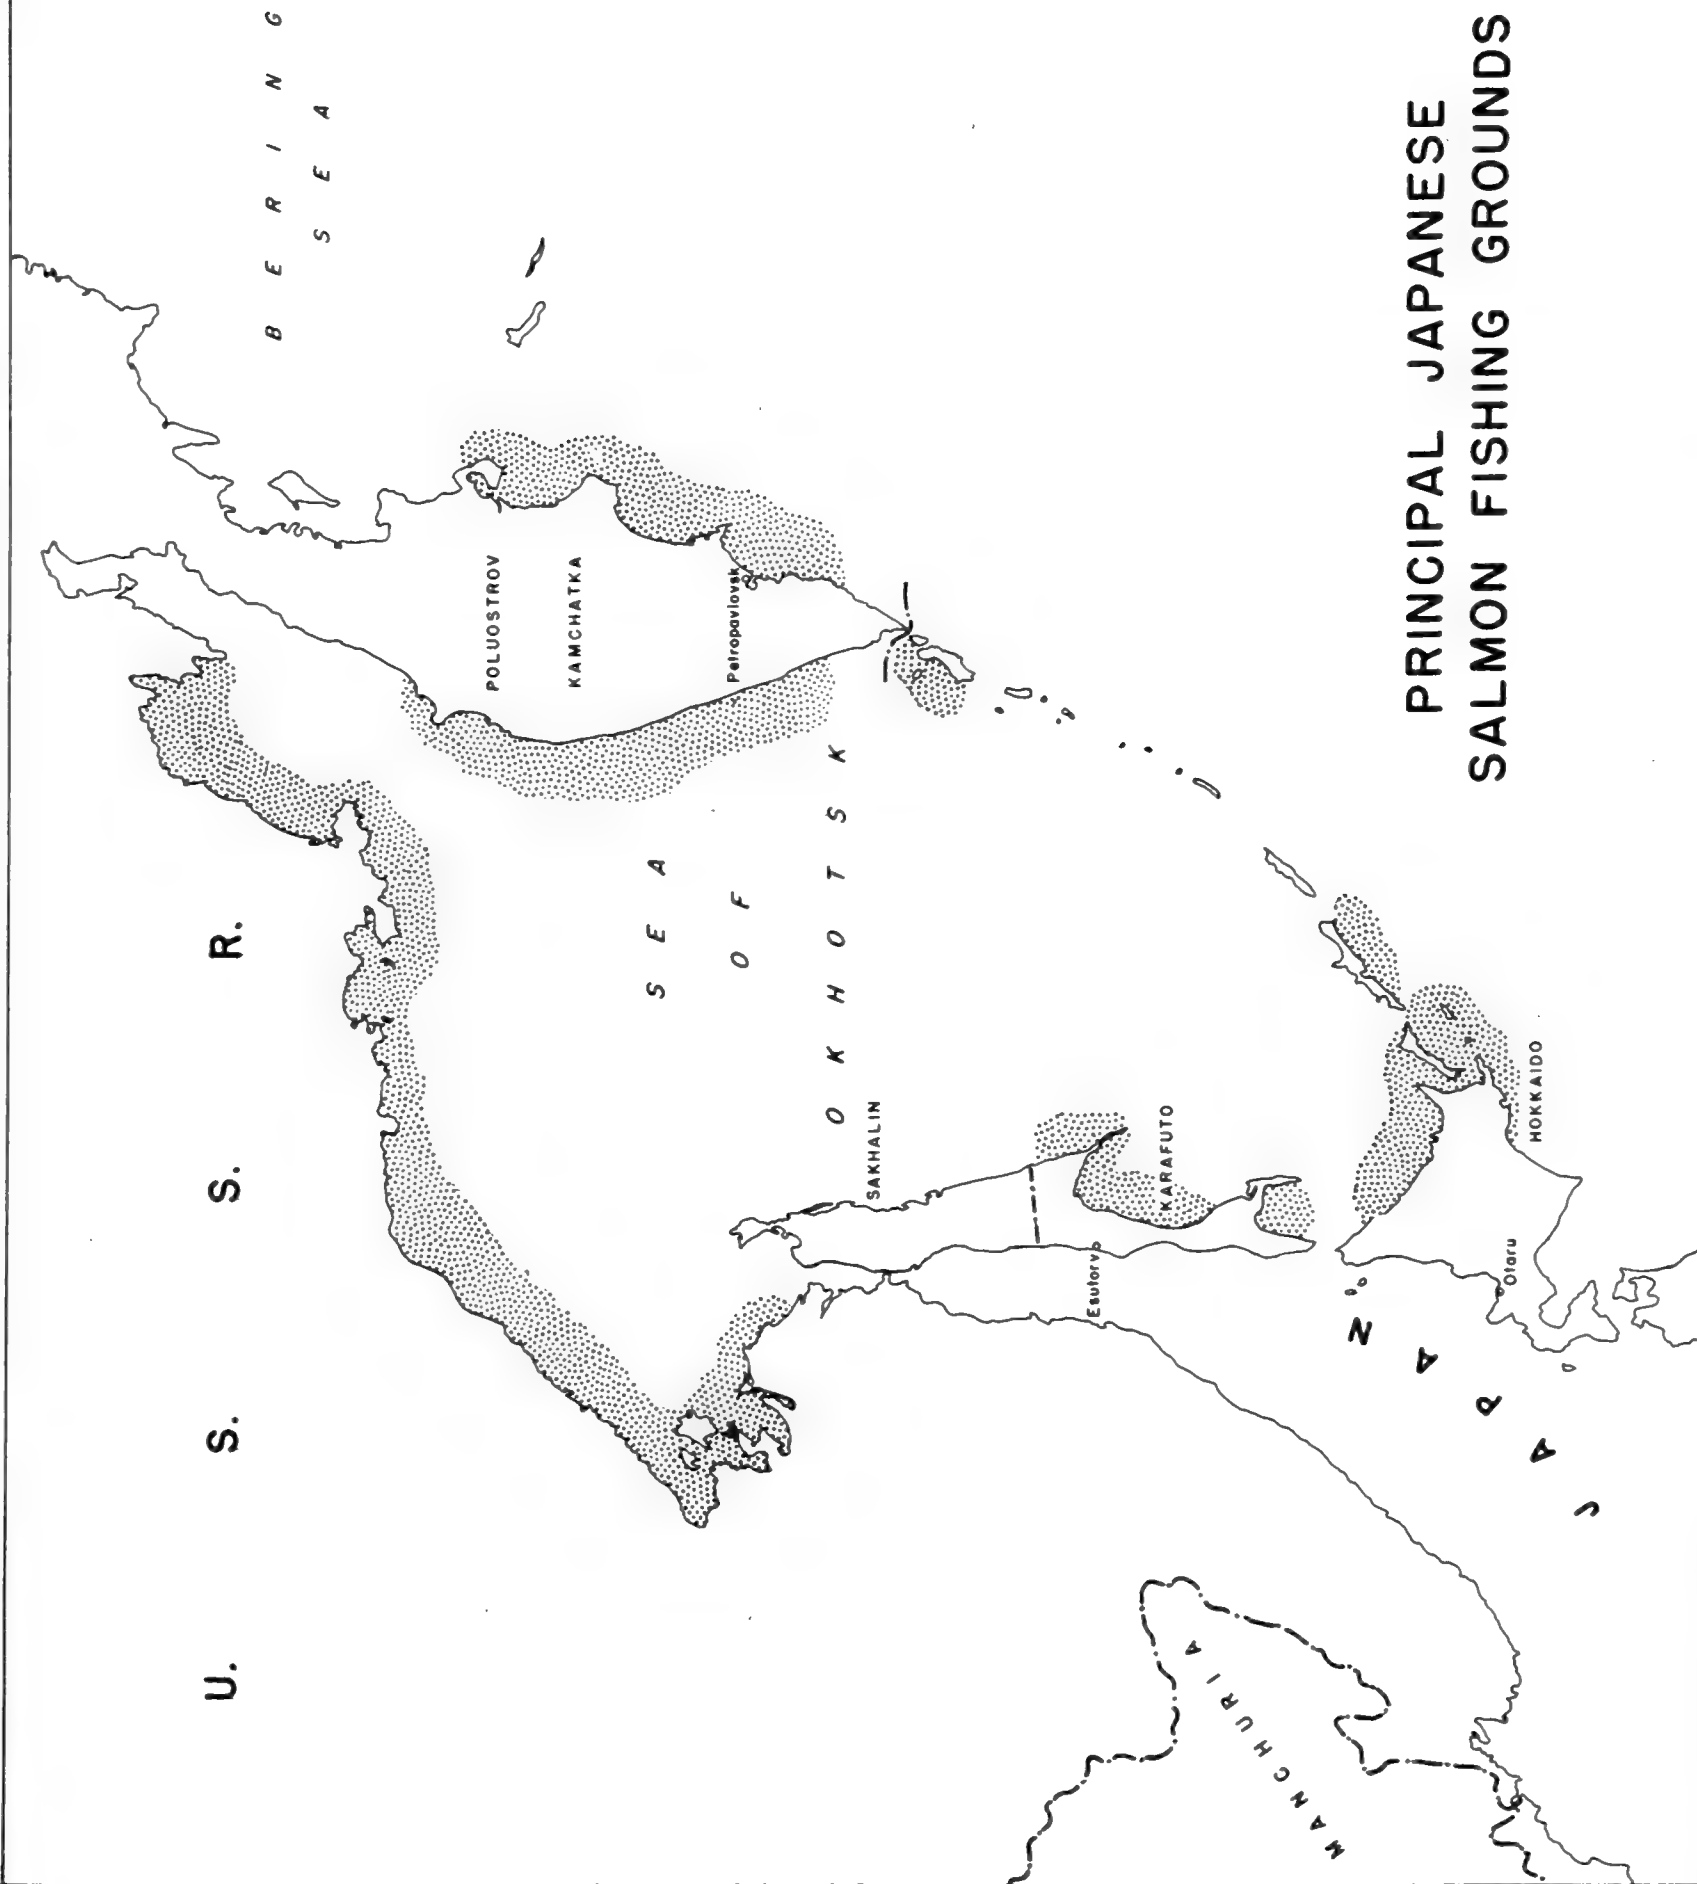 BERING
SEA
U. S. S. R.
POLUOSTROV
KAMCHATKA
Petropavlovsk
SEA
OF
OKHOTSK
SAKHALIN
KARAFUTO
Esutoru
HOKKAIDO
Otaru
JAPAN
MANCHURIA
PRINCIPAL JAPANESE
SALMON FISHING GROUNDS